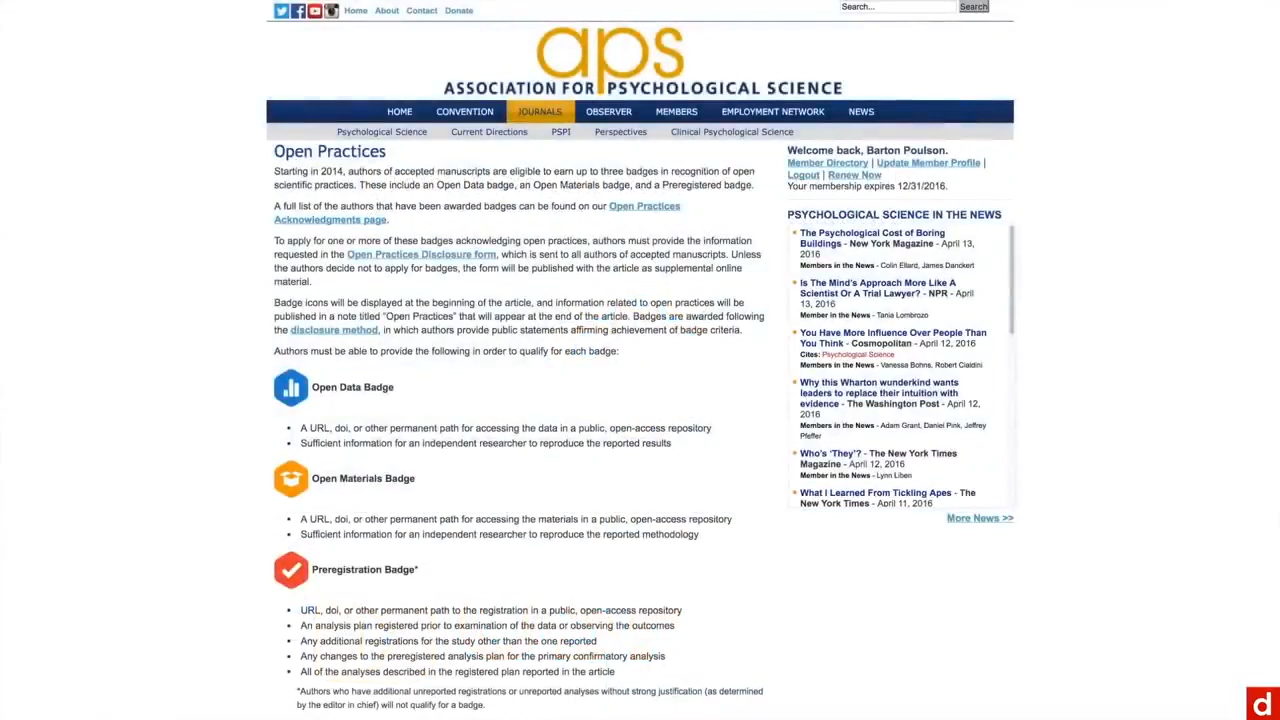 Home About Contact Donate
Search...
Search
aps
ASSOCIATION FOR PSYCHOLOGICAL SCIENCE
HOME CONVENTION JOURNALS OBSERVER MEMBERS EMPLOYMENT NETWORK NEWS
Psychological Science Current Directions PSPI Perspectives Clinical Psychological Science
Open Practices
Starting in 2014, authors of accepted manuscripts are eligible to earn up to three badges in recognition of open
scientific practices. These include an Open Data badge, an Open Materials badge, and a Preregistered badge.
A full list of the authors that have been awarded badges can be found on our Open Practices
Acknowledgments page.
To apply for one or more of these badges acknowledging open practices, authors must provide the information
requested in the Open Practices Disclosure form, which is sent to all authors of accepted manuscripts. Unless
the authors decide not to apply for badges, the form will be published with the article as supplemental online
material.
Badge icons will be displayed at the beginning of the article, and information related to open practices will be
published in a note titled “Open Practices” that will appear at the end of the article. Badges are awarded following
the disclosure method, in which authors provide public statements affirming achievement of badge criteria.
Authors must be able to provide the following in order to qualify for each badge:
Open Data Badge
• A URL, doi, or other permanent path for accessing the data in a public, open-access repository
• Sufficient information for an independent researcher to reproduce the reported results
Open Materials Badge
• A URL, doi, or other permanent path for accessing the materials in a public, open-access repository
• Sufficient information for an independent researcher to reproduce the reported methodology
Preregistration Badge*
• URL, doi, or other permanent path to the registration in a public, open-access repository
• An analysis plan registered prior to examination of the data or observing the outcomes
• Any additional registrations for the study other than the one reported
• Any changes to the preregistered analysis plan for the primary confirmatory analysis
• All of the analyses described in the registered plan reported in the article
*Authors who have additional unreported registrations or unreported analyses without strong justification (as determined
by the editor in chief) will not qualify for a badge.
Welcome back, Barton Poulson.
Member Directory | Update Member Profile |
Logout | Renew Now
Your membership expires 12/31/2016.
PSYCHOLOGICAL SCIENCE IN THE NEWS
The Psychological Cost of Boring
Buildings - New York Magazine - April 13,
2016
Members in the News - Colin Ellard, James Danckert
Is The Mind’s Approach More Like A
Scientist Or A Trial Lawyer? - NPR - April
13, 2016
Member in the News - Tania Lombrozo
You Have More Influence Over People Than
You Think - Cosmopolitan - April 12, 2016
Cites: Psychological Science
Members in the News - Vanessa Bohns, Robert Cialdini
Why this Wharton wunderkind wants
leaders to replace their intuition with
evidence - The Washington Post - April 12,
2016
Members in the News - Adam Grant, Daniel Pink, Jeffrey
Pfeffer
Who’s ‘They’? - The New York Times
Magazine - April 12, 2016
Member in the News - Lynn Liben
What I Learned From Tickling Apes - The
New York Times - April 11, 2016
More News >>
d